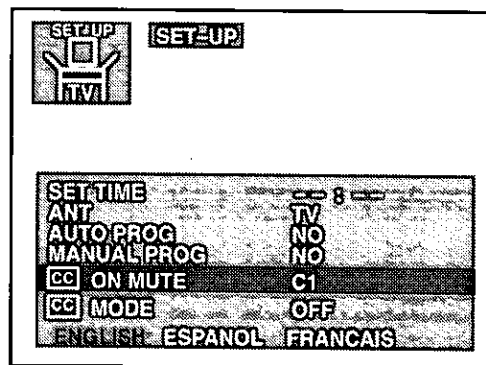 SET-UP
TV
SET-UP
SET TIME -- 8 --
ANT TV
AUTO PROG NO
MANUAL PROG NO
CC ON MUTE C1
CC MODE OFF
ENGLISH ESPANOL FRANCAIS